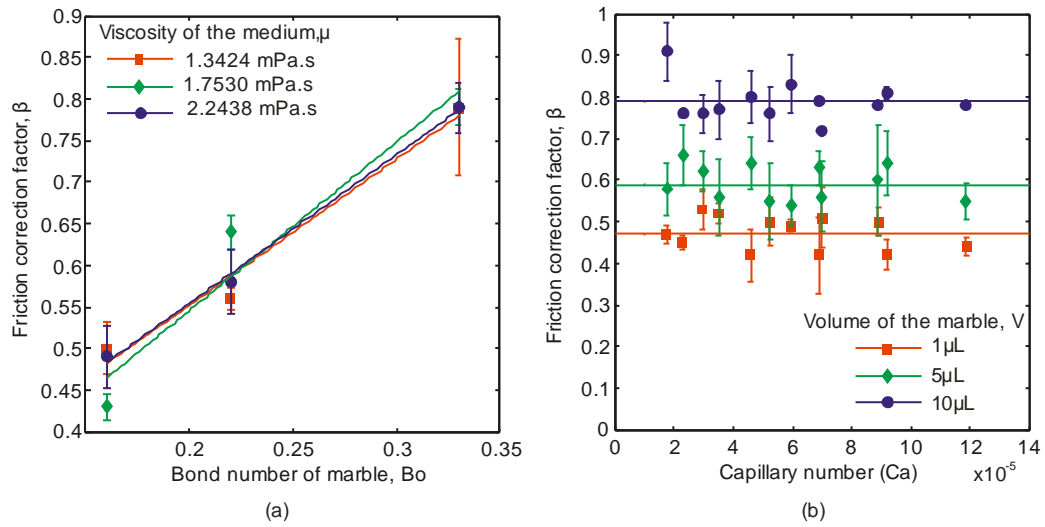 Friction correction factor, β
0.9
0.85
0.8
0.75
0.7
0.65
0.6
0.55
0.5
0.45
0.4
Viscosity of the medium,μ
1.3424 mPa.s
1.7530 mPa.s
2.2438 mPa.s
0.2
0.25
0.3
0.35
Bond number of marble, Bo
(a)
Friction correction factor, β
1
0.9
0.8
0.7
0.6
0.5
0.4
0.3
0.2
0.1
0
Volume of the marble, V
1μL
5μL
10μL
0
2
4
6
8
10
12
14
x10-5
Capillary number (Ca)
(b)